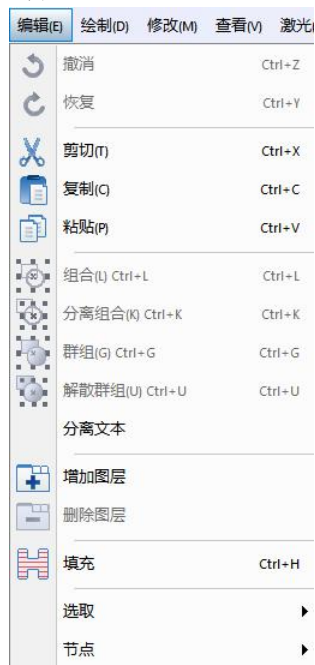 编辑(E) 绘制(D) 修改(M) 查看(V) 激光
撤消 Ctrl+Z
恢复 Ctrl+Y
剪切(T) Ctrl+X
复制(C) Ctrl+C
粘贴(P) Ctrl+V
组合(L) Ctrl+L Ctrl+L
分离组合(K) Ctrl+K Ctrl+K
群组(G) Ctrl+G Ctrl+G
解散群组(U) Ctrl+U Ctrl+U
分离文本
增加图层
删除图层
填充 Ctrl+H
选取
节点